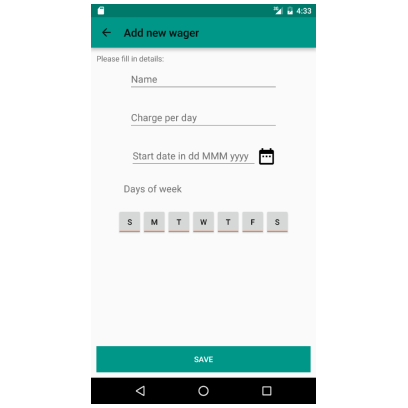 4:33
Add new wager
Please fill in details:
Name
Charge per day
Start date in dd MMM yyyy
Days of week
S M T W T F S
SAVE